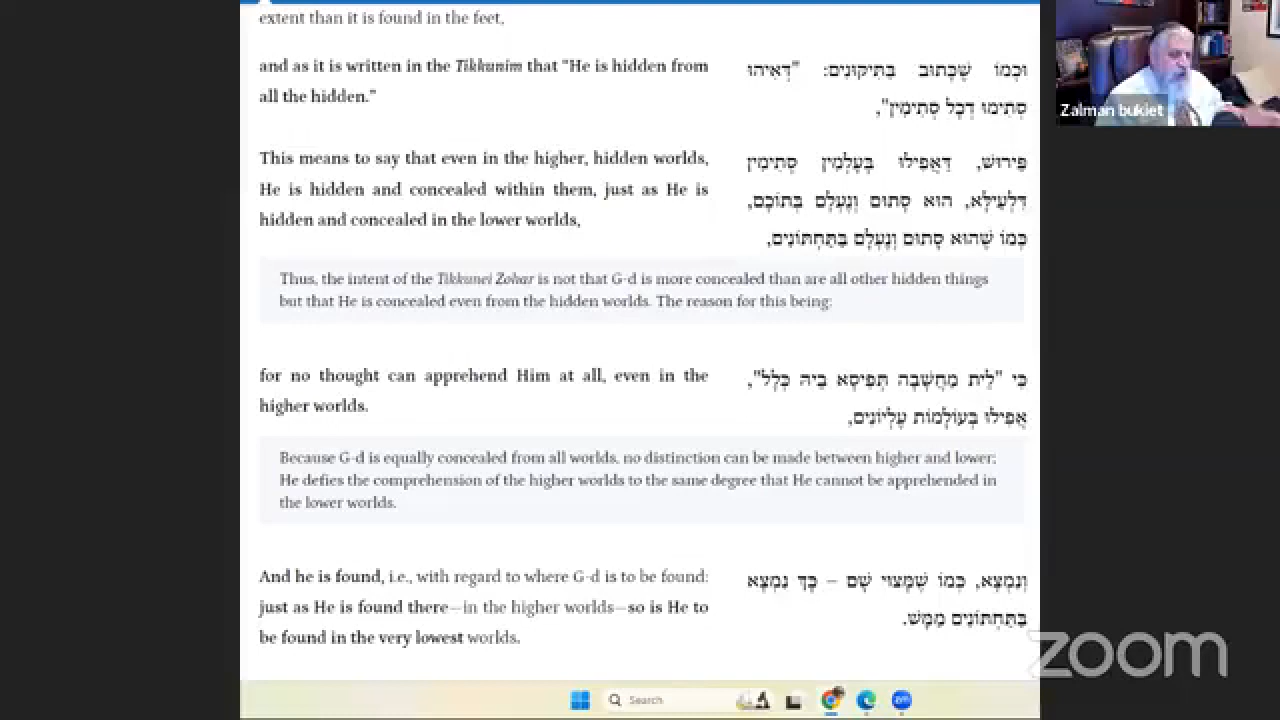 extent than it is found in the feet,
and as it is written in the Tikkunim that “He is hidden from
all the hidden.”
וּכְמוֹ שֶׁכָּתוּב בַּתִּיקּוּנִים: "דְּאִיהוּ
סְתִימוּ דְכָל סְתִימִין",
This means to say that even in the higher, hidden worlds,
He is hidden and concealed within them, just as He is
hidden and concealed in the lower worlds,
פֵּירוּשׁ, דַּאֲפִילּוּ בְּעָלְמִין סְתִימִין
דִּלְעֵילָּא, הוּא סָתוּם וְנֶעְלָם בְּתוֹכָם,
כְּמוֹ שֶׁהוּא סָתוּם וְנֶעְלָם בַּתַּחְתּוֹנִים,
Thus, the intent of the Tikkunei Zohar is not that G-d is more concealed than are all other hidden things
but that He is concealed even from the hidden worlds. The reason for this being:
for no thought can apprehend Him at all, even in the
higher worlds.
כִּי "לֵית מַחֲשָׁבָה תְּפִיסָא בֵיהּ כְּלָל",
אֲפִילּוּ בְּעוֹלָמוֹת עֶלְיוֹנִים,
Because G-d is equally concealed from all worlds, no distinction can be made between higher and lower;
He defies the comprehension of the higher worlds to the same degree that He cannot be apprehended in
the lower worlds.
And he is found, i.e., with regard to where G-d is to be found:
just as He is found there—in the higher worlds—so is He to
be found in the very lowest worlds.
וְנִמְצָא, כְּמוֹ שֶׁמָּצוּי שָׁם – כָּךְ נִמְצָא
בַּתַּחְתּוֹנִים מַמָּשׁ.
Zalman bukiet
Search
zm
zoom